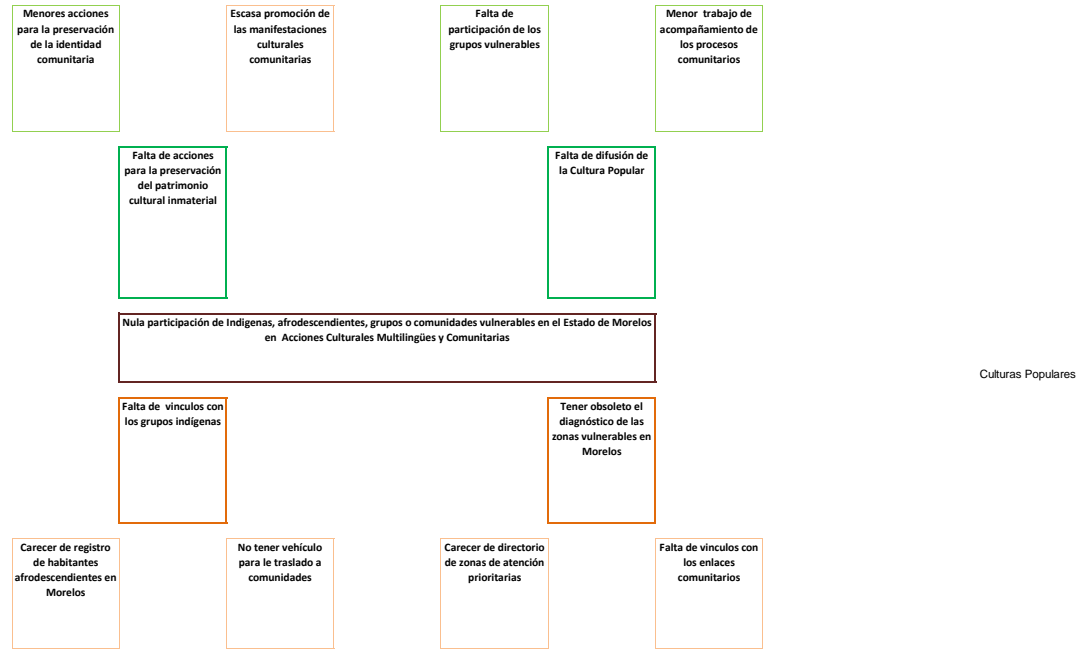 Menores acciones
para la preservación
de la identidad
comunitaria
Escasa promoción de
las manifestaciones
culturales
comunitarias
Falta de
participación de los
grupos vulnerables
Menor trabajo de
acompañamiento de
los procesos
comunitarios
Falta de acciones
para la preservación
del patrimonio
cultural inmaterial
Falta de difusión de
la Cultura Popular
Nula participación de Indigenas, afrodescendientes, grupos o comunidades vulnerables en el Estado de Morelos
en Acciones Culturales Multilingües y Comunitarias
Culturas Populares
Falta de vinculos con
los grupos indígenas
Tener obsoleto el
diagnóstico de las
zonas vulnerables en
Morelos
Carecer de registro
de habitantes
afrodescendientes en
Morelos
No tener vehículo
para le traslado a
comunidades
Carecer de directorio
de zonas de atención
prioritarias
Falta de vinculos con
los enlaces
comunitarios